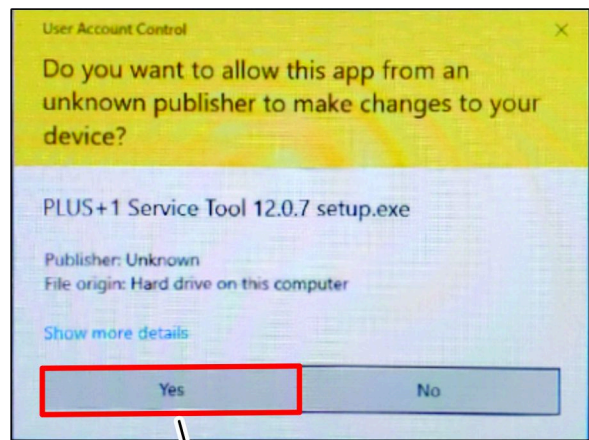 User Account Control
Do you want to allow this app from an
unknown publisher to make changes to your
device?
PLUS+1 Service Tool 12.0.7 setup.exe
Publisher: Unknown
File origin: Hard drive on this computer
Show more details
Yes
No